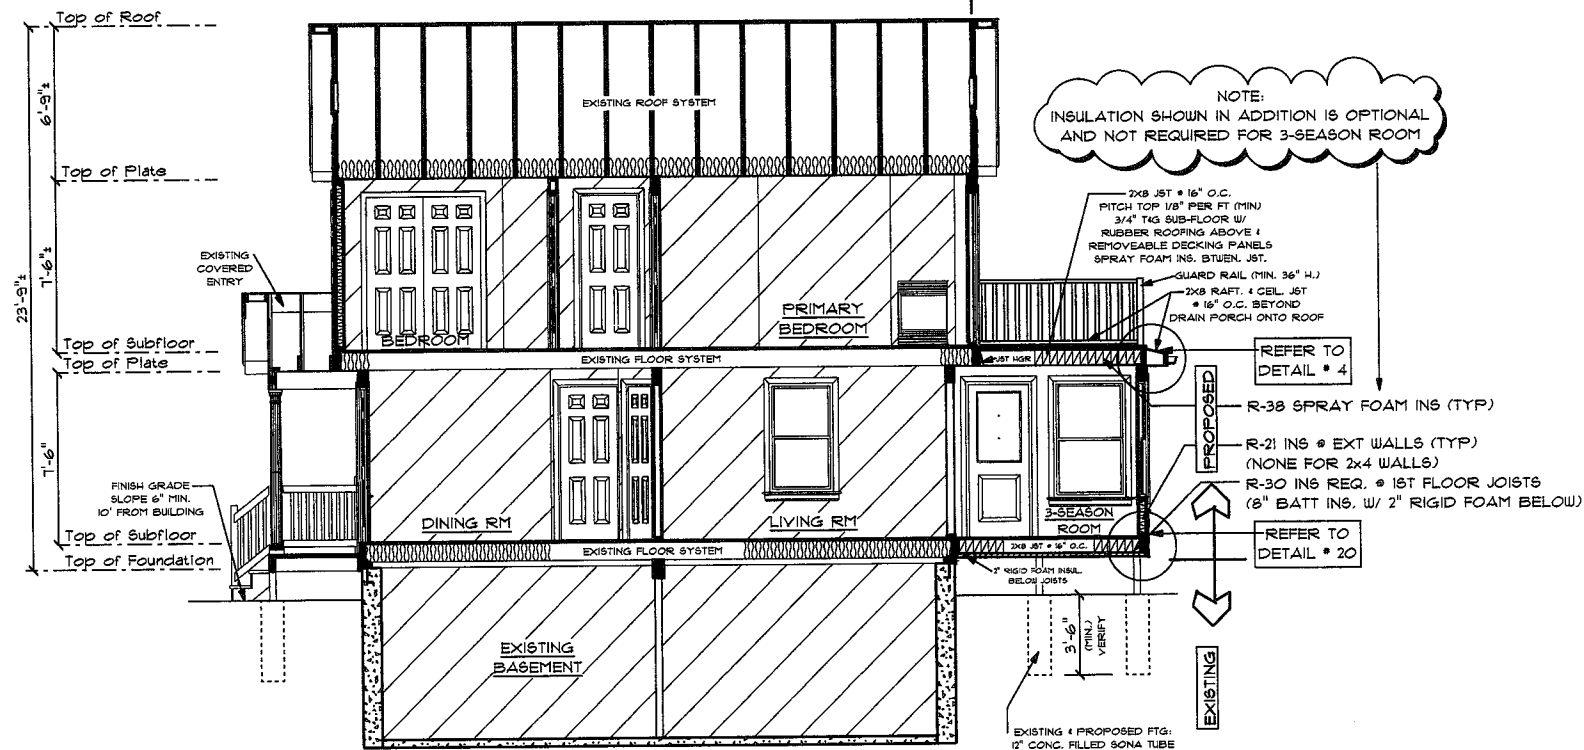 Top of Roof
6'-9"±
Top of Plate
7'-6"±
23'-9"±
Top of Subfloor
Top of Plate
7'-6"
Top of Subfloor
Top of Foundation
EXISTING
COVERED
ENTRY
FINISH GRADE
SLOPE 6" MIN.
10' FROM BUILDING
EXISTING ROOF SYSTEM
BEDROOM
PRIMARY
BEDROOM
EXISTING FLOOR SYSTEM
JST HGR
DINING RM
LIVING RM
3-SEASON
ROOM
EXISTING FLOOR SYSTEM
2X8 JST @ 16" O.C.
2" RIGID FOAM INSUL.
BELOW JOISTS
EXISTING
BASEMENT
NOTE:
INSULATION SHOWN IN ADDITION IS OPTIONAL
AND NOT REQUIRED FOR 3-SEASON ROOM
2X8 JST @ 16" O.C.
PITCH TOP 1/8" PER FT (MIN)
3/4" T&G SUB-FLOOR W/
RUBBER ROOFING ABOVE &
REMOVEABLE DECKING PANELS
SPRAY FOAM INS. BTWEN. JST.
GUARD RAIL (MIN. 36" H.)
2X8 RAFT. & CEIL. JST
@ 16" O.C. BEYOND
DRAIN PORCH ONTO ROOF
REFER TO
DETAIL # 4
PROPOSED
R-38 SPRAY FOAM INS (TYP)
R-21 INS @ EXT WALLS (TYP)
(NONE FOR 2x4 WALLS)
R-30 INS REQ. @ 1ST FLOOR JOISTS
(8" BATT INS. W/ 2" RIGID FOAM BELOW)
REFER TO
DETAIL # 20
EXISTING
3'-6"
(MIN.)
VERIFY
EXISTING & PROPOSED FTG:
12" CONC. FILLED SONA TUBE